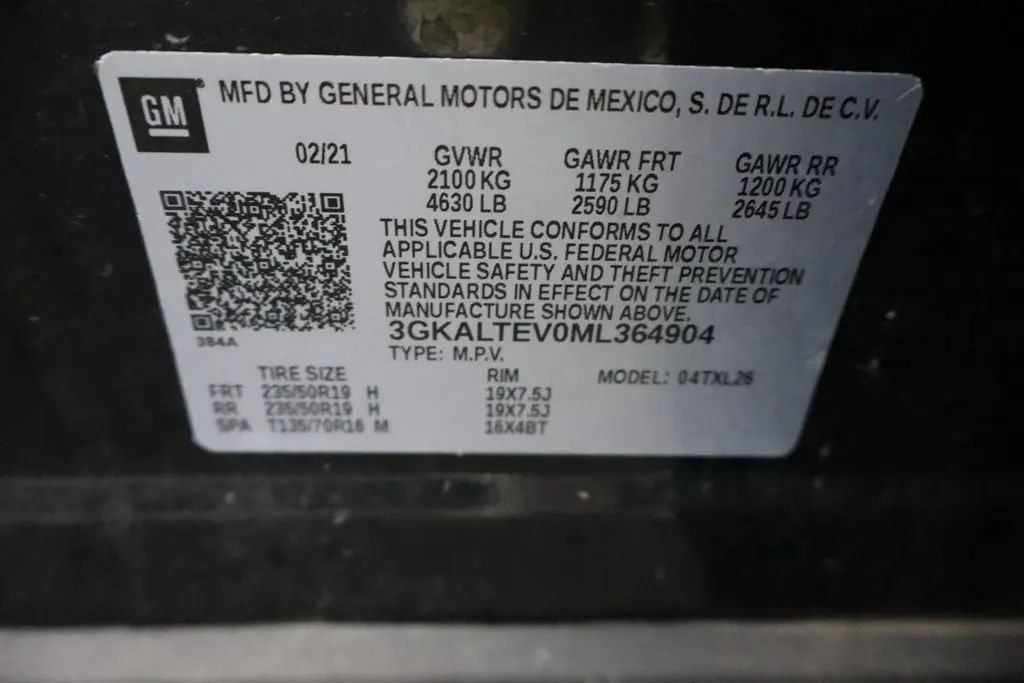 GM ® MFD BY GENERAL MOTORS DE MEXICO, S. DE R.L. DE C.V.
02/21 GVWR GAWR FRT GAWR RR
2100 KG 1175 KG 1200 KG
4630 LB 2590 LB 2645 LB
THIS VEHICLE CONFORMS TO ALL
APPLICABLE U.S. FEDERAL MOTOR
VEHICLE SAFETY AND THEFT PREVENTION
STANDARDS IN EFFECT ON THE DATE OF
MANUFACTURE SHOWN ABOVE.
3GKALTEV0ML364904
384A
TYPE: M.P.V.
TIRE SIZE RIM MODEL: 04TXL26
FRT 235/50R19 H 19X7.5J
RR 235/50R19 H 19X7.5J
SPA T135/70R16 M 16X4BT